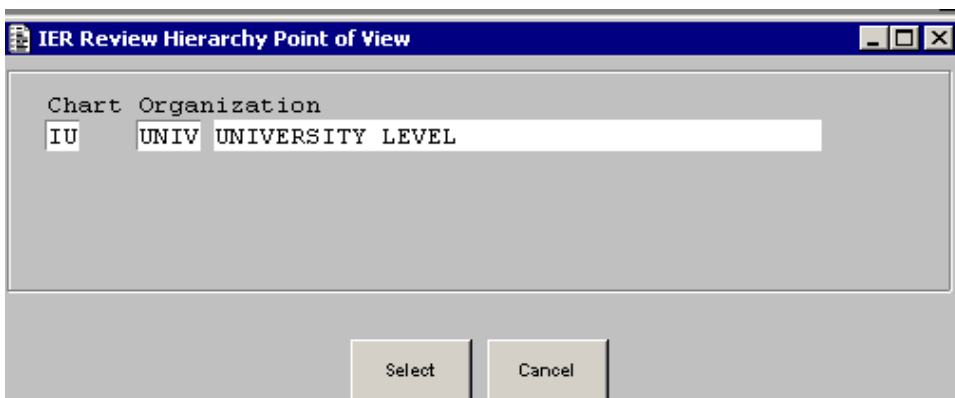 IER Review Hierarchy Point of View
Chart Organization
IU UNIV UNIVERSITY LEVEL
Select Cancel